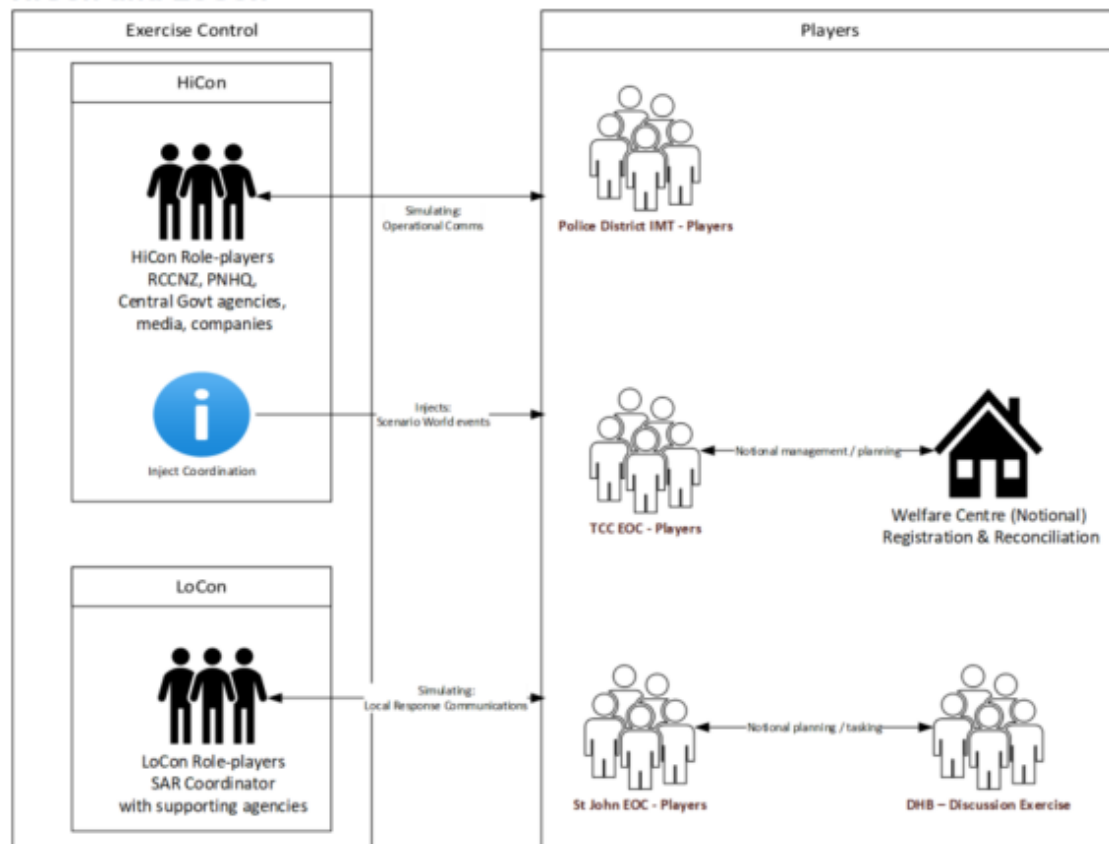 Exercise Control
Players
HiCon
HiCon Role-players
RCCNZ, PNHQ,
Central Govt agencies,
media, companies
Simulating:
Operational Comms
Police District IMT - Players
Inject Coordination
Injects:
Scenario World events
TCC EOC - Players
Notional management / planning
Welfare Centre (Notional)
Registration & Reconciliation
LoCon
LoCon Role-players
SAR Coordinator
with supporting agencies
Simulating:
Local Response Communications
St John EOC - Players
Notional planning / tasking
DHB – Discussion Exercise